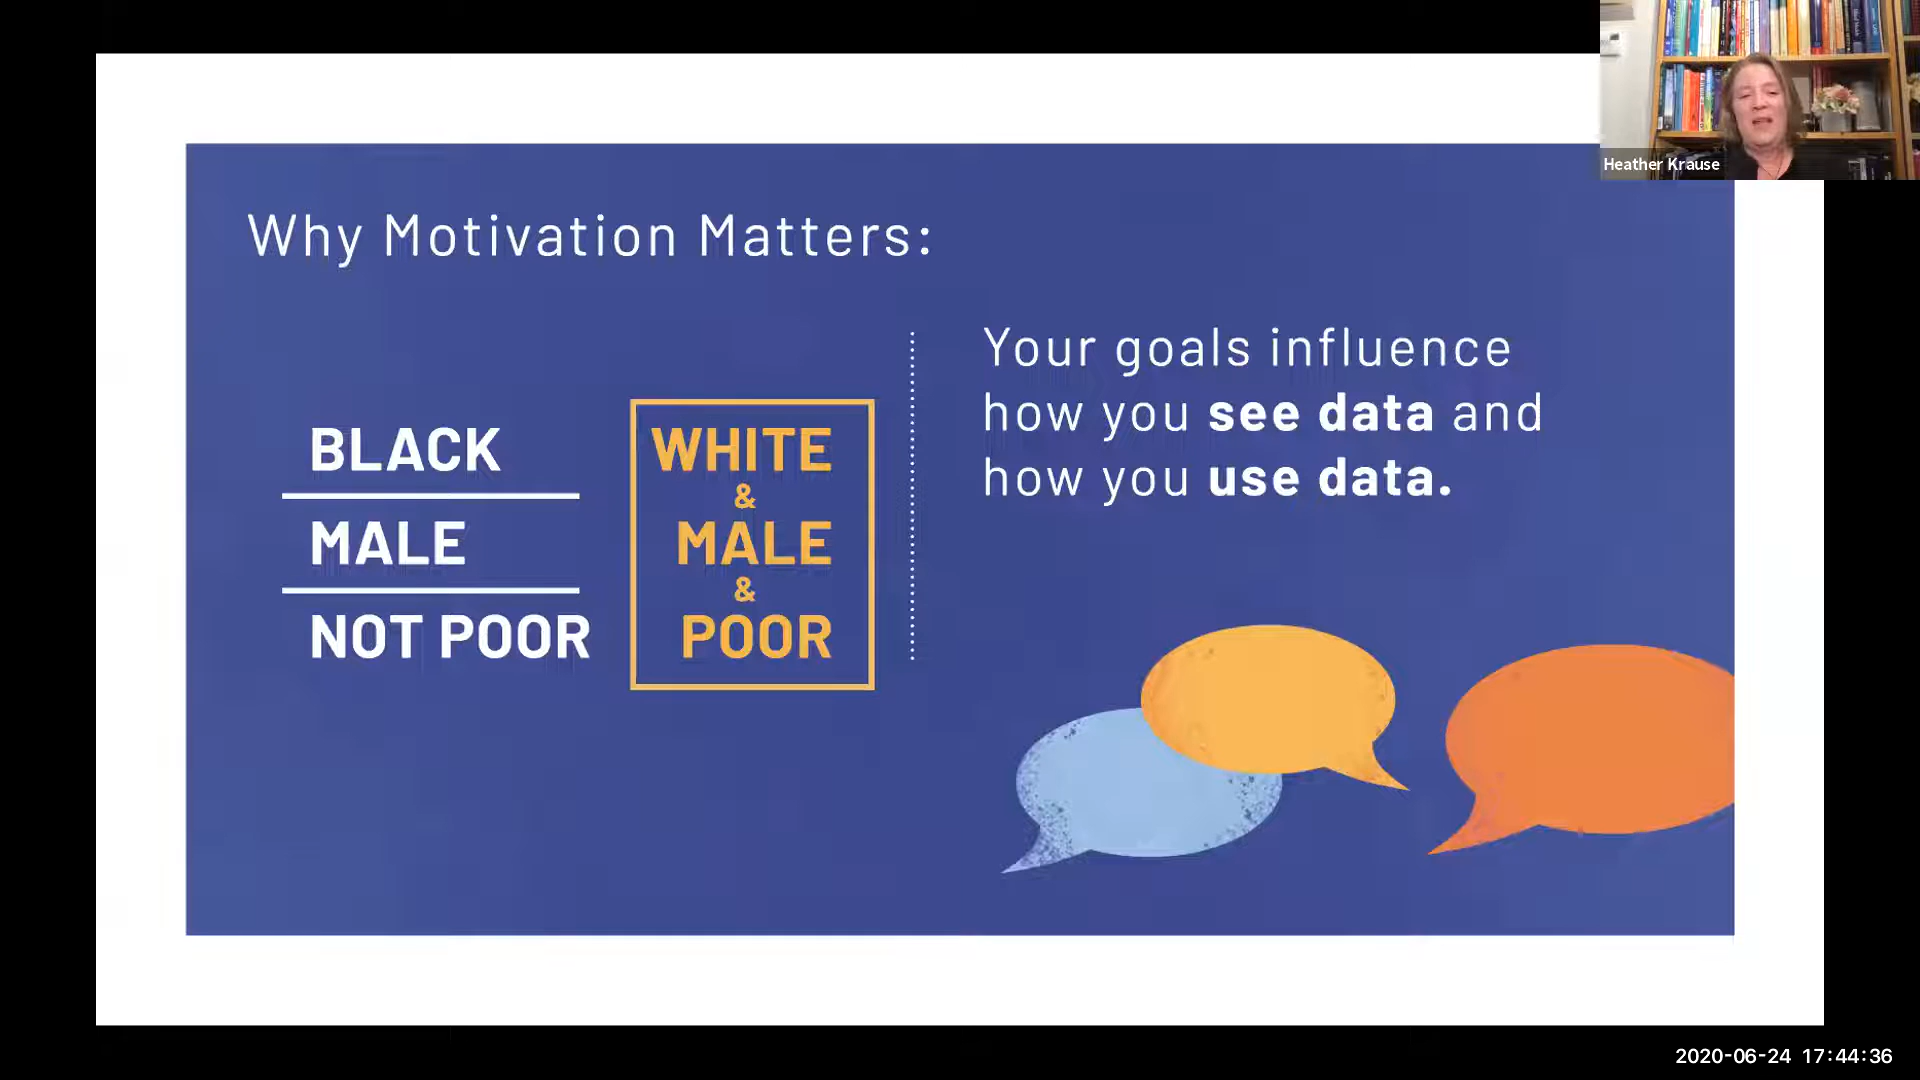 Heather Krause
Why Motivation Matters:
BLACK
MALE
NOT POOR
WHITE
&
MALE
&
POOR
Your goals influence
how you see data and
how you use data.
2020-06-24 17:44:36